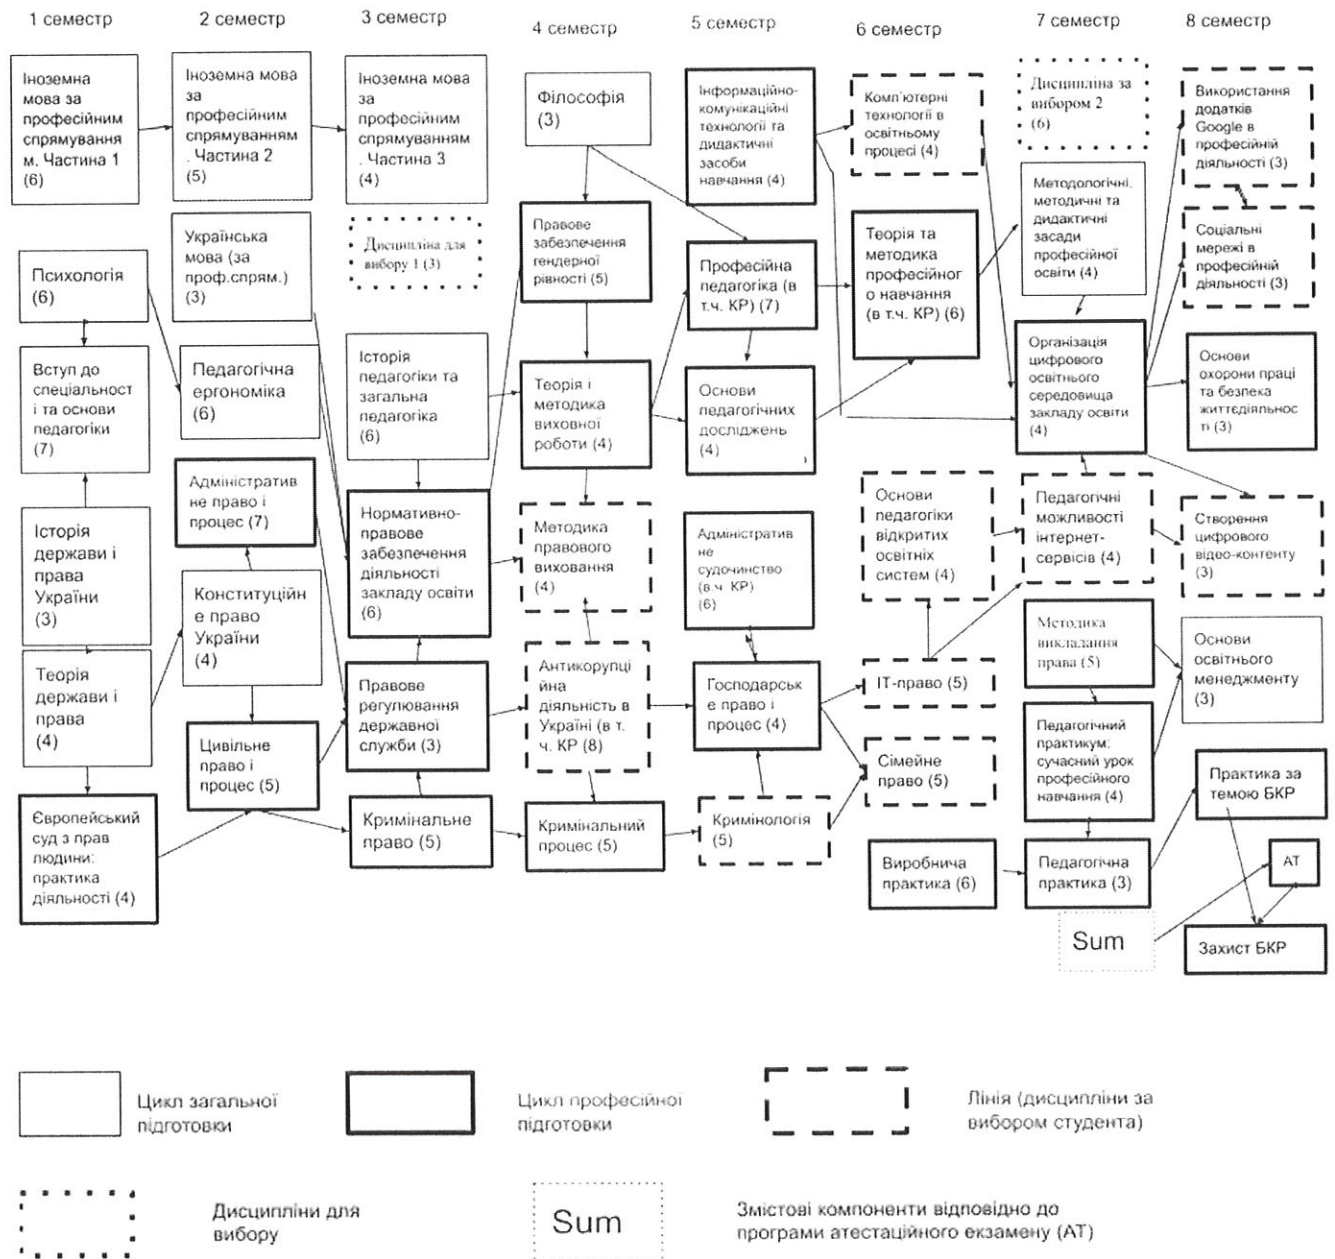 1 семестр
2 семестр
3 семестр
4 семестр
5 семестр
6 семестр
7 семестр
8 семестр
Іноземна
мова за
професійним
спрямування
м. Частина 1
(6)
Психологія
(6)
Вступ до
спеціальност
і та основи
педагогіки
(7)
Історія
держави і
права
України
(3)
Теорія
держави і
права
(4)
Європейський
суд з прав
людини:
практика
діяльності (4)
Іноземна мова
за
професійним
спрямуванням
. Частина 2
(5)
Українська
мова (за
проф.спрям.)
(3)
Педагогічна
ергономіка
(6)
Адміністратив
не право і
процес (7)
Конституційн
е право
України
(4)
Цивільне
право і
процес (5)
Іноземна мова
за
професійним
спрямуванням
. Частина 3
(4)
Дисципліна для
вибору 1 (3)
Історія
педагогіки та
загальна
педагогіка
(6)
Нормативно-
правове
забезпечення
діяльності
закладу освіти
(6)
Правове
регулювання
державної
служби (3)
Кримінальне
право (5)
Філософія
(3)
Правове
забезпечення
гендерної
рівності (5)
Теорія і
методика
виховної
роботи (4)
Методика
правового
виховання
(4)
Антикорупці
йна
діяльність в
Україні (в т.
ч. КР (8)
Кримінальний
процес (5)
Інформаційно-
комунікаційні
технології та
дидактичні
засоби
навчання (4)
Професійна
педагогіка (в
т.ч. КР) (7)
Основи
педагогічних
досліджень
(4)
Адміністратив
не
судочинство
(в.ч. КР)
(6)
Господарськ
е право і
процес (4)
Кримінологія
(5)
Комп'ютерні
технології в
освітньому
процесі (4)
Теорія та
методика
професійног
о навчання
(в т.ч. КР) (6)
Основи
педагогіки
відкритих
освітніх
систем (4)
ІТ-право (5)
Сімейне
право (5)
Виробнича
практика (6)
Дисципліна за
вибором 2
(6)
Методологічні,
методичні та
дидактичні
засади
професійної
освіти (4)
Організація
цифрового
освітнього
середовища
закладу освіти
(4)
Педагогічні
можливості
інтернет-
сервісів (4)
Методика
викладання
права (5)
Педагогічний
практикум:
сучасний урок
професійного
навчання (4)
Педагогічна
практика (3)
Sum
Використання
додатків
Google в
професійній
діяльності (3)
Соціальні
мережі в
професійній
діяльності (3)
Основи
охорони праці
та безпека
життєдіяльнос
ті (3)
Створення
цифрового
відео-контенту
(3)
Основи
освітнього
менеджменту
(3)
Практика за
темою БКР
АТ
Захист БКР
Цикл загальної
підготовки
Цикл професійної
підготовки
Лінія (дисципліни за
вибором студента)
Дисципліни для
вибору
Sum
Змістові компоненти відповідно до
програми атестаційного екзамену (АТ)